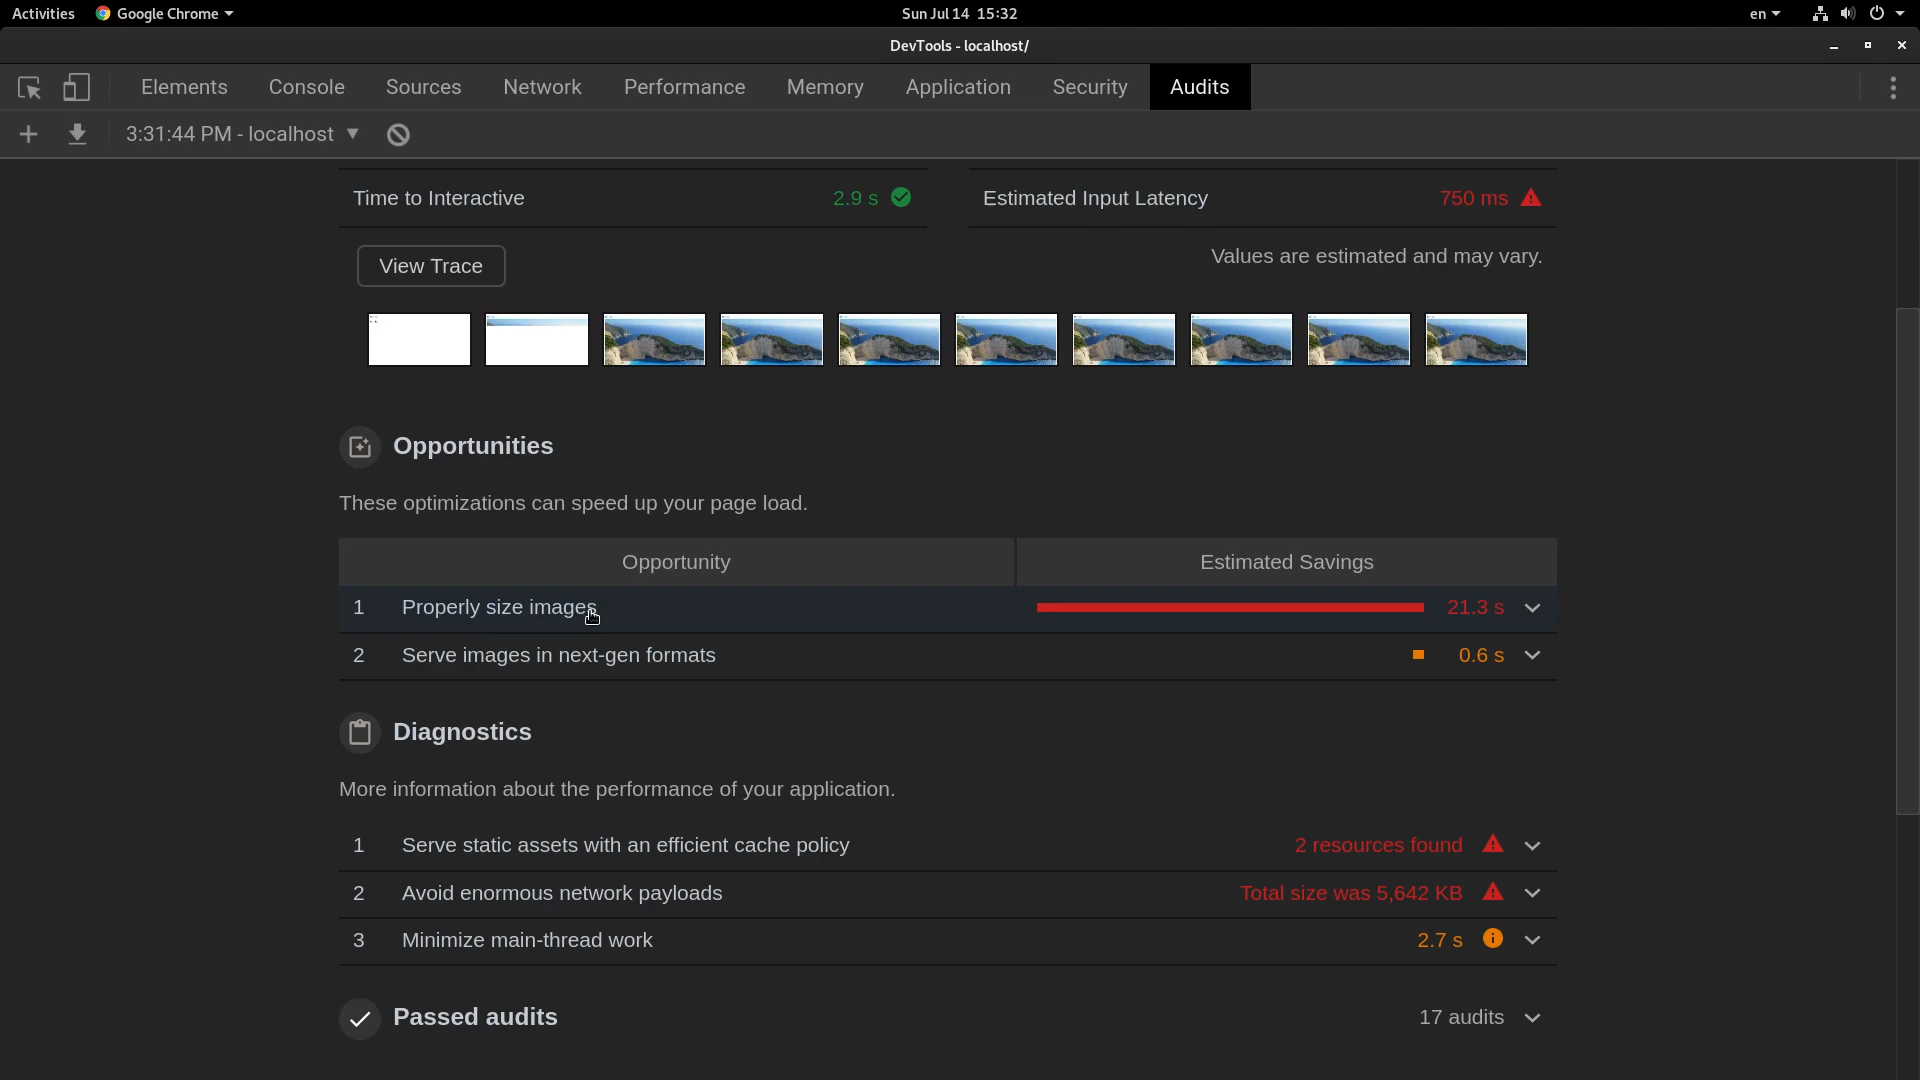 Activities Google Chrome Sun Jul 14 15:32 en
DevTools - localhost/
Elements Console Sources Network Performance Memory Application Security Audits
3:31:44 PM - localhost
Time to Interactive 2.9 s Estimated Input Latency 750 ms
View Trace Values are estimated and may vary.
Opportunities
These optimizations can speed up your page load.
Opportunity Estimated Savings
1 Properly size images 21.3 s
2 Serve images in next-gen formats 0.6 s
Diagnostics
More information about the performance of your application.
1 Serve static assets with an efficient cache policy 2 resources found
2 Avoid enormous network payloads Total size was 5,642 KB
3 Minimize main-thread work 2.7 s
Passed audits 17 audits